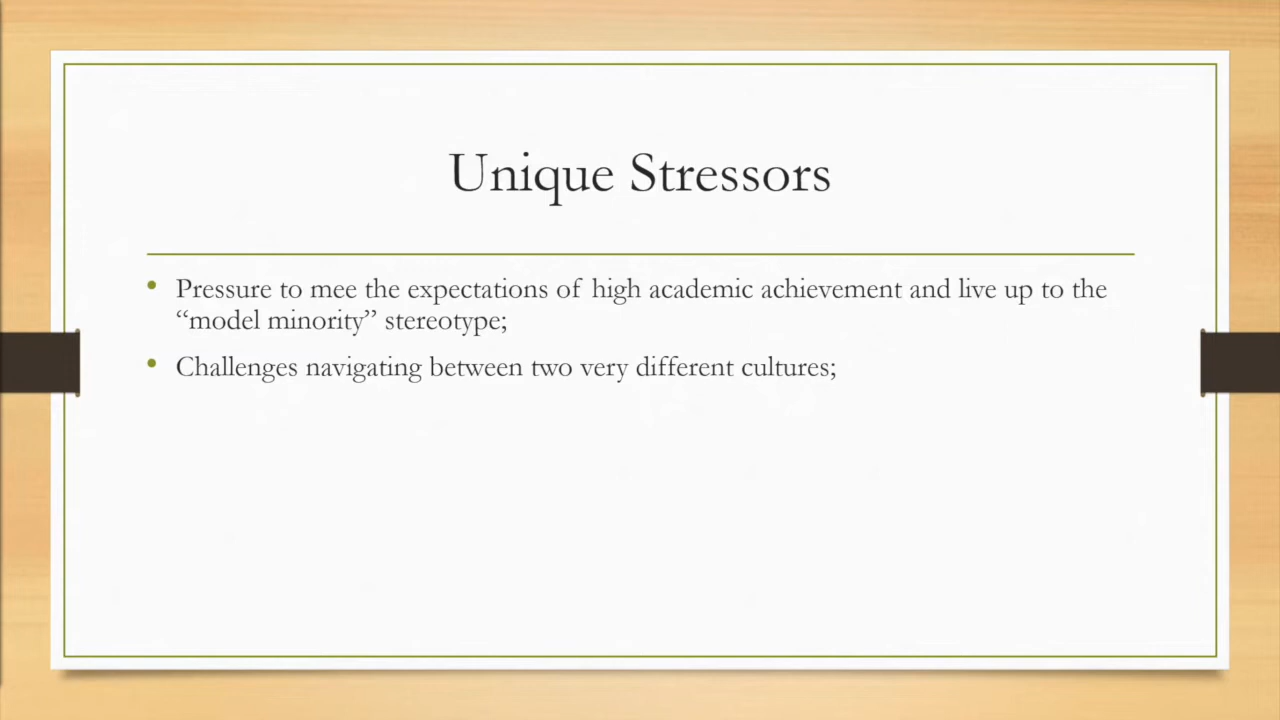 Unique Stressors
• Pressure to mee the expectations of high academic achievement and live up to the
“model minority” stereotype;
• Challenges navigating between two very different cultures;